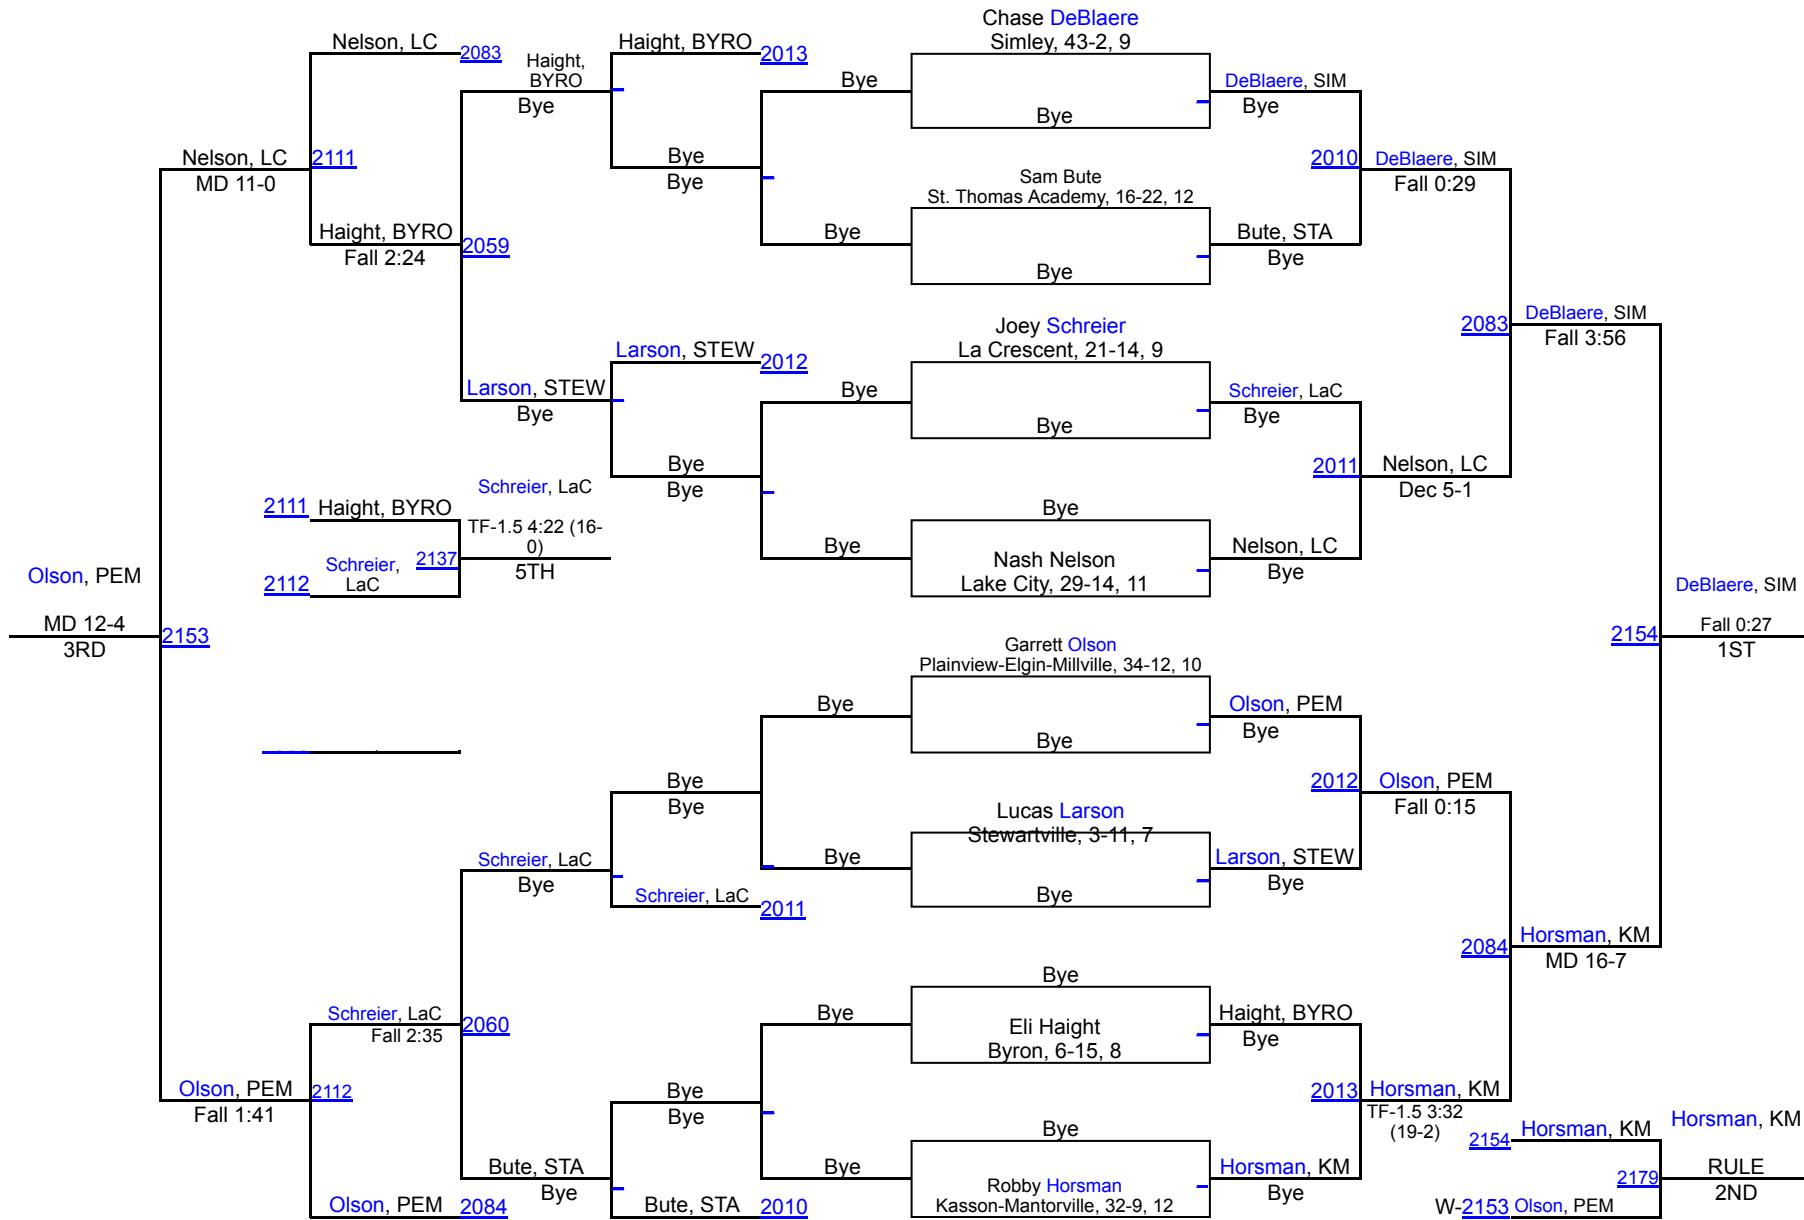 Chase DeBlaere
Simley, 43-2, 9
Nelson, LC
2083
Haight,
BYRO
Bye
Haight, BYRO
2013
Bye
Bye
DeBlaere, SIM
Bye
Nelson, LC
MD 11-0
2111
Bye
Bye
Sam Bute
St. Thomas Academy, 16-22, 12
2010
DeBlaere, SIM
Fall 0:29
Haight, BYRO
Fall 2:24
2059
Bye
Bye
Bute, STA
Bye
Joey Schreier
La Crescent, 21-14, 9
2083
DeBlaere, SIM
Fall 3:56
Larson, STEW
2012
Larson, STEW
Bye
Bye
Bye
Schreier, LaC
Bye
Bye
Bye
2011
Nelson, LC
Dec 5-1
2111
Haight, BYRO
Schreier, LaC
TF-1.5 4:22 (16-
0)
5TH
2137
2112
Schreier,
LaC
Bye
Bye
Nash Nelson
Lake City, 29-14, 11
Nelson, LC
Bye
Olson, PEM
MD 12-4
3RD
2153
DeBlaere, SIM
Fall 0:27
1ST
2154
Garrett Olson
Plainview-Elgin-Millville, 34-12, 10
Bye
Bye
Olson, PEM
Bye
Bye
Bye
2012
Olson, PEM
Fall 0:15
Lucas Larson
Stewartville, 3-11, 7
Schreier, LaC
Bye
Bye
Bye
Larson, STEW
Bye
Schreier, LaC
2011
2084
Horsman, KM
MD 16-7
Bye
Schreier, LaC
Fall 2:35
2060
Bye
Eli Haight
Byron, 6-15, 8
Haight, BYRO
Bye
Olson, PEM
Fall 1:41
2112
Bye
Bye
2013
Horsman, KM
TF-1.5 3:32
(19-2)
Bye
2154
Horsman, KM
Horsman, KM
Bute, STA
Bye
Bye
Robby Horsman
Kasson-Mantorville, 32-9, 12
Horsman, KM
Bye
2179
RULE
2ND
Olson, PEM
2084
Bute, STA
2010
W-2153
Olson, PEM